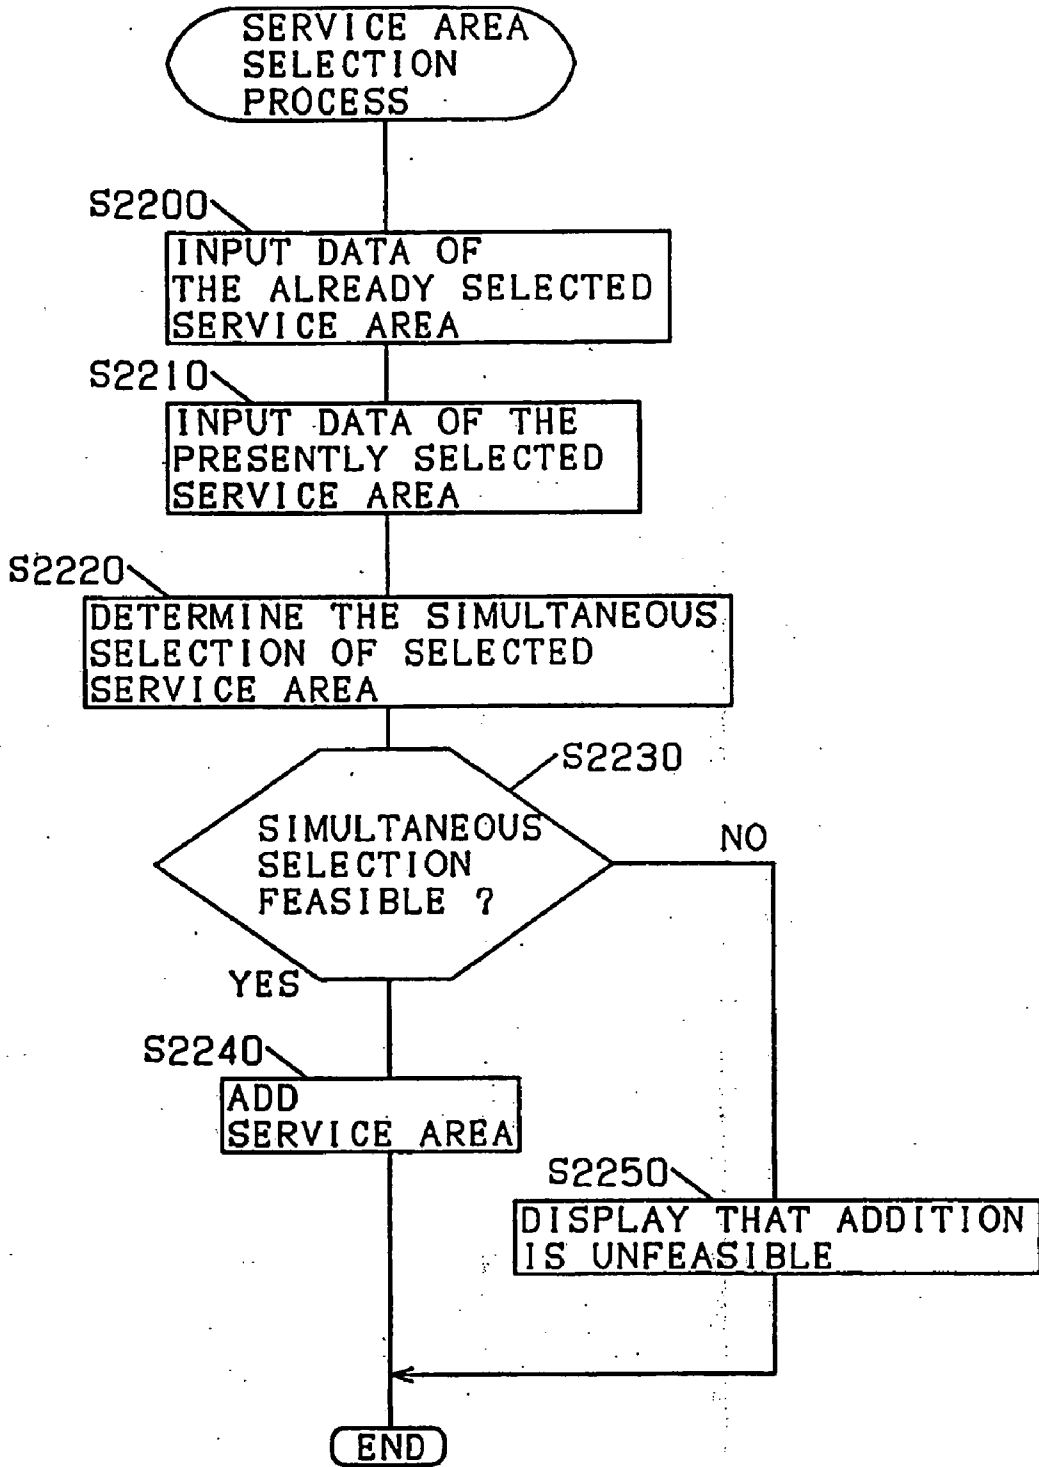 SERVICE AREA
SELECTION
PROCESS
S2200
INPUT DATA OF
THE ALREADY SELECTED
SERVICE AREA
S2210
INPUT DATA OF THE
PRESENTLY SELECTED
SERVICE AREA
S2220
DETERMINE THE SIMULTANEOUS
SELECTION OF SELECTED
SERVICE AREA
S2230
SIMULTANEOUS
SELECTION
FEASIBLE ?
NO
YES
S2240
ADD
SERVICE AREA
S2250
DISPLAY THAT ADDITION
IS UNFEASIBLE
END